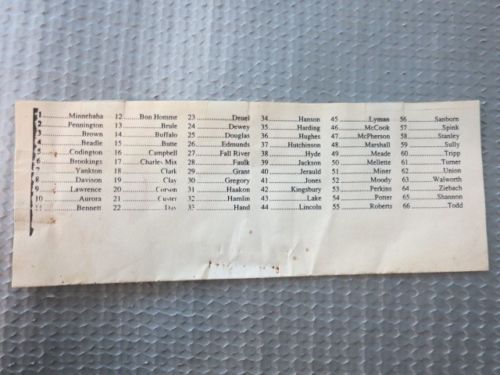 1 Minnehaha 12 Bon Homme 23 Deuel 34 Hanson 45 Lyman 56 Sanborn
2 Pennington 13 Brule 24 Dewey 35 Harding 46 McCook 57 Spink
3 Brown 14 Buffalo 25 Douglas 36 Hughes 47 McPherson 58 Stanley
4 Beadle 15 Butte 26 Edmunds 37 Hutchinson 48 Marshall 59 Sully
5 Codington 16 Campbell 27 Fall River 38 Hyde 49 Meade 60 Tripp
6 Brookings 17 Charles Mix 28 Faulk 39 Jackson 50 Mellette 61 Turner
7 Yankton 18 Clark 29 Grant 40 Jerauld 51 Miner 62 Union
8 Davison 19 Clay 30 Gregory 41 Jones 52 Moody 63 Walworth
9 Lawrence 20 Corson 31 Haakon 42 Kingsbury 53 Perkins 64 Ziebach
10 Aurora 21 Custer 32 Hamlin 43 Lake 54 Potter 65 Shannon
11 Bennett 22 Day 33 Hand 44 Lincoln 55 Roberts 66 Todd